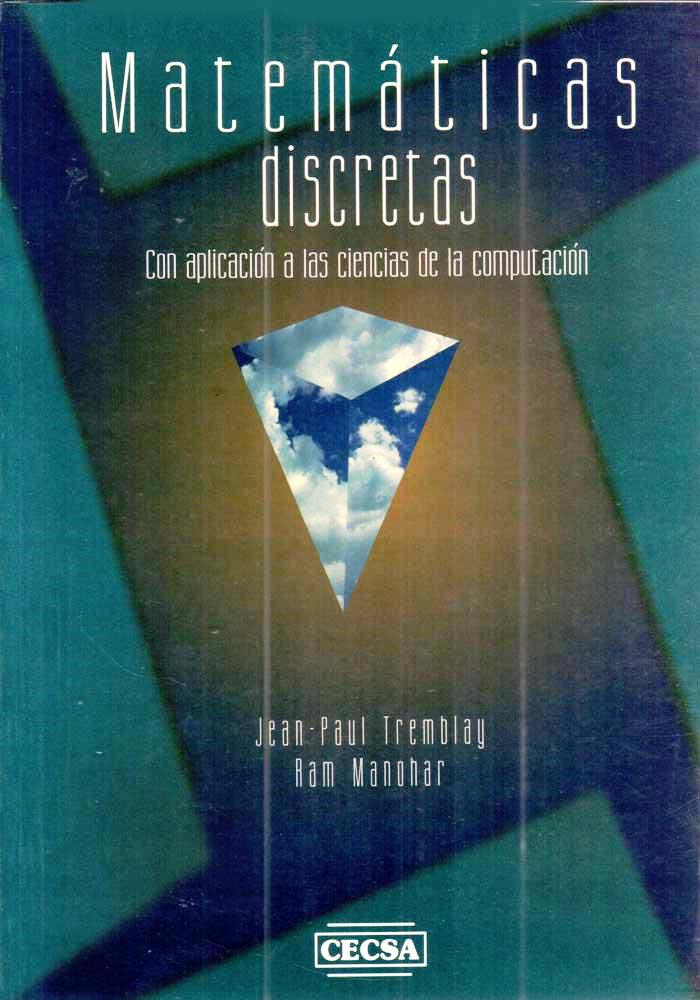 Matemáticas
discretas
Con aplicación a las ciencias de la computación
Jean-Paul Tremblay
Ram Manohar
CECSA